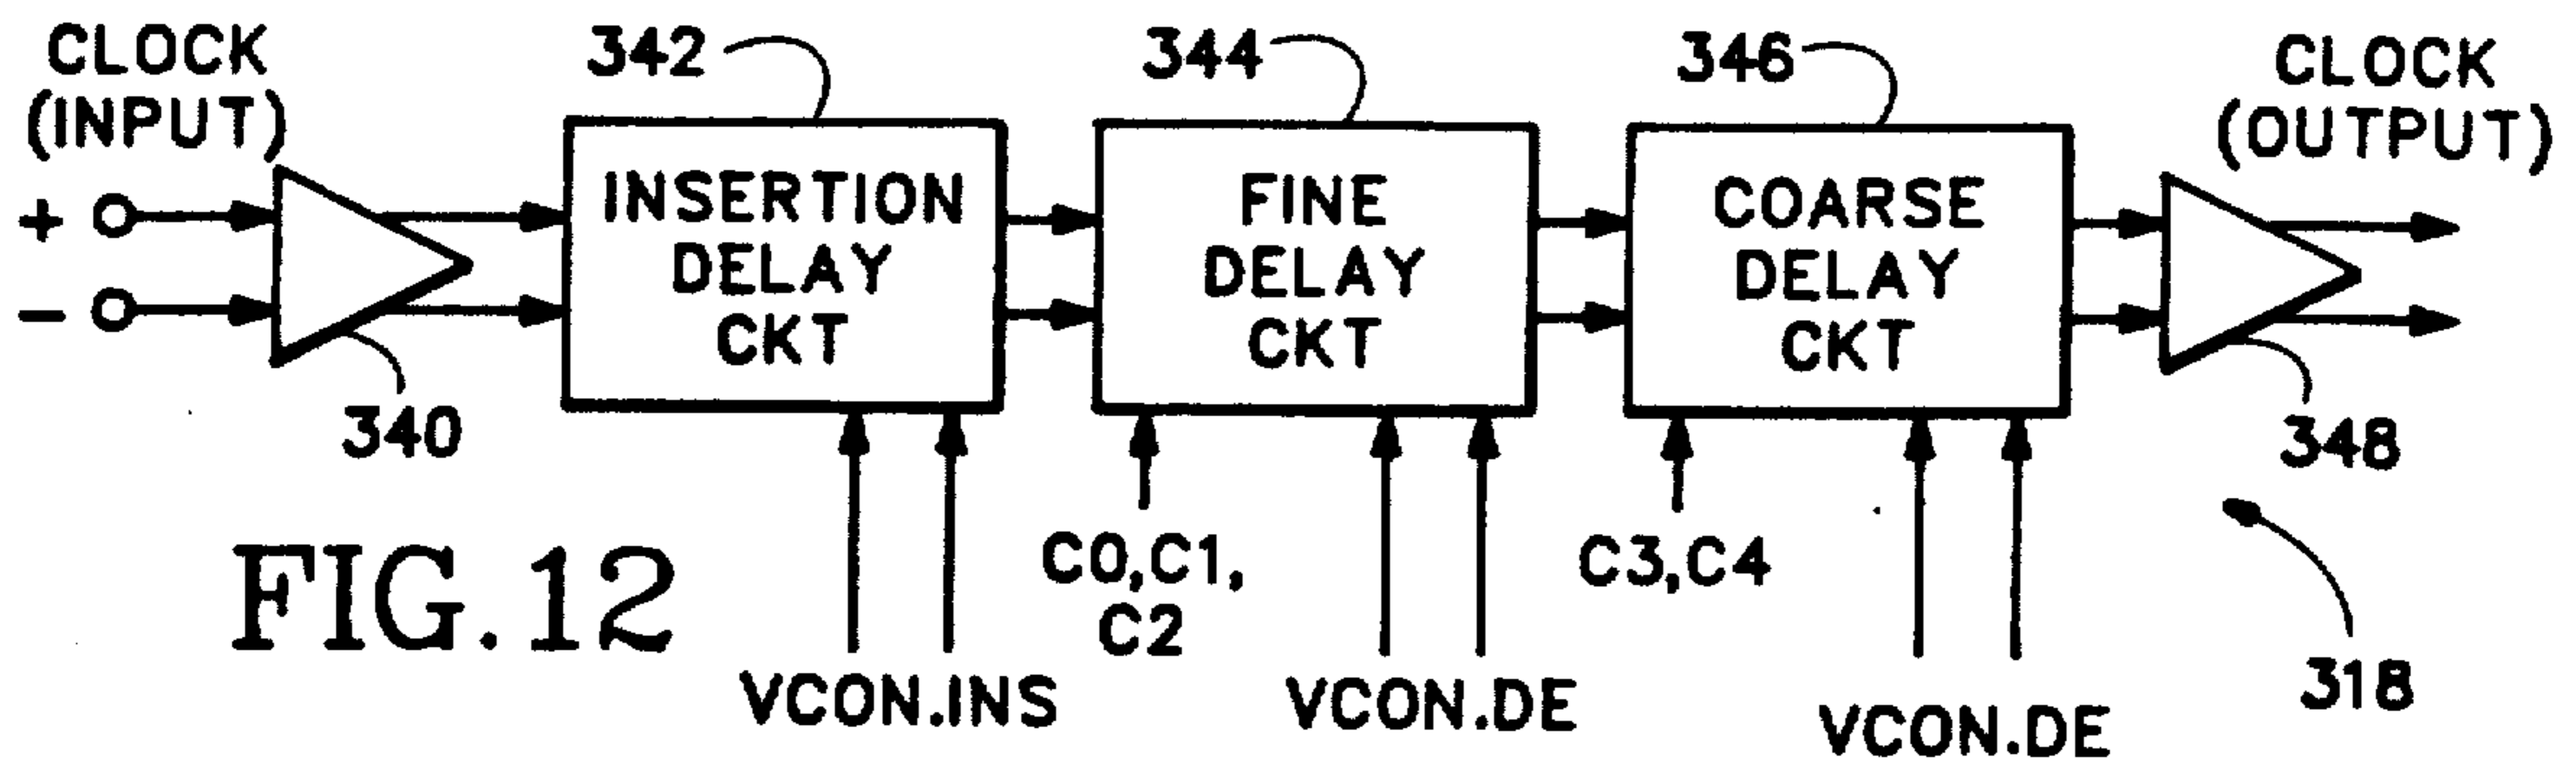 CLOCK
(INPUT)
+
-
340
342
INSERTION
DELAY
CKT
VCON.INS
344
FINE
DELAY
CKT
C0,C1,
C2
VCON.DE
346
COARSE
DELAY
CKT
C3,C4
VCON.DE
CLOCK
(OUTPUT)
348
318
FIG.12